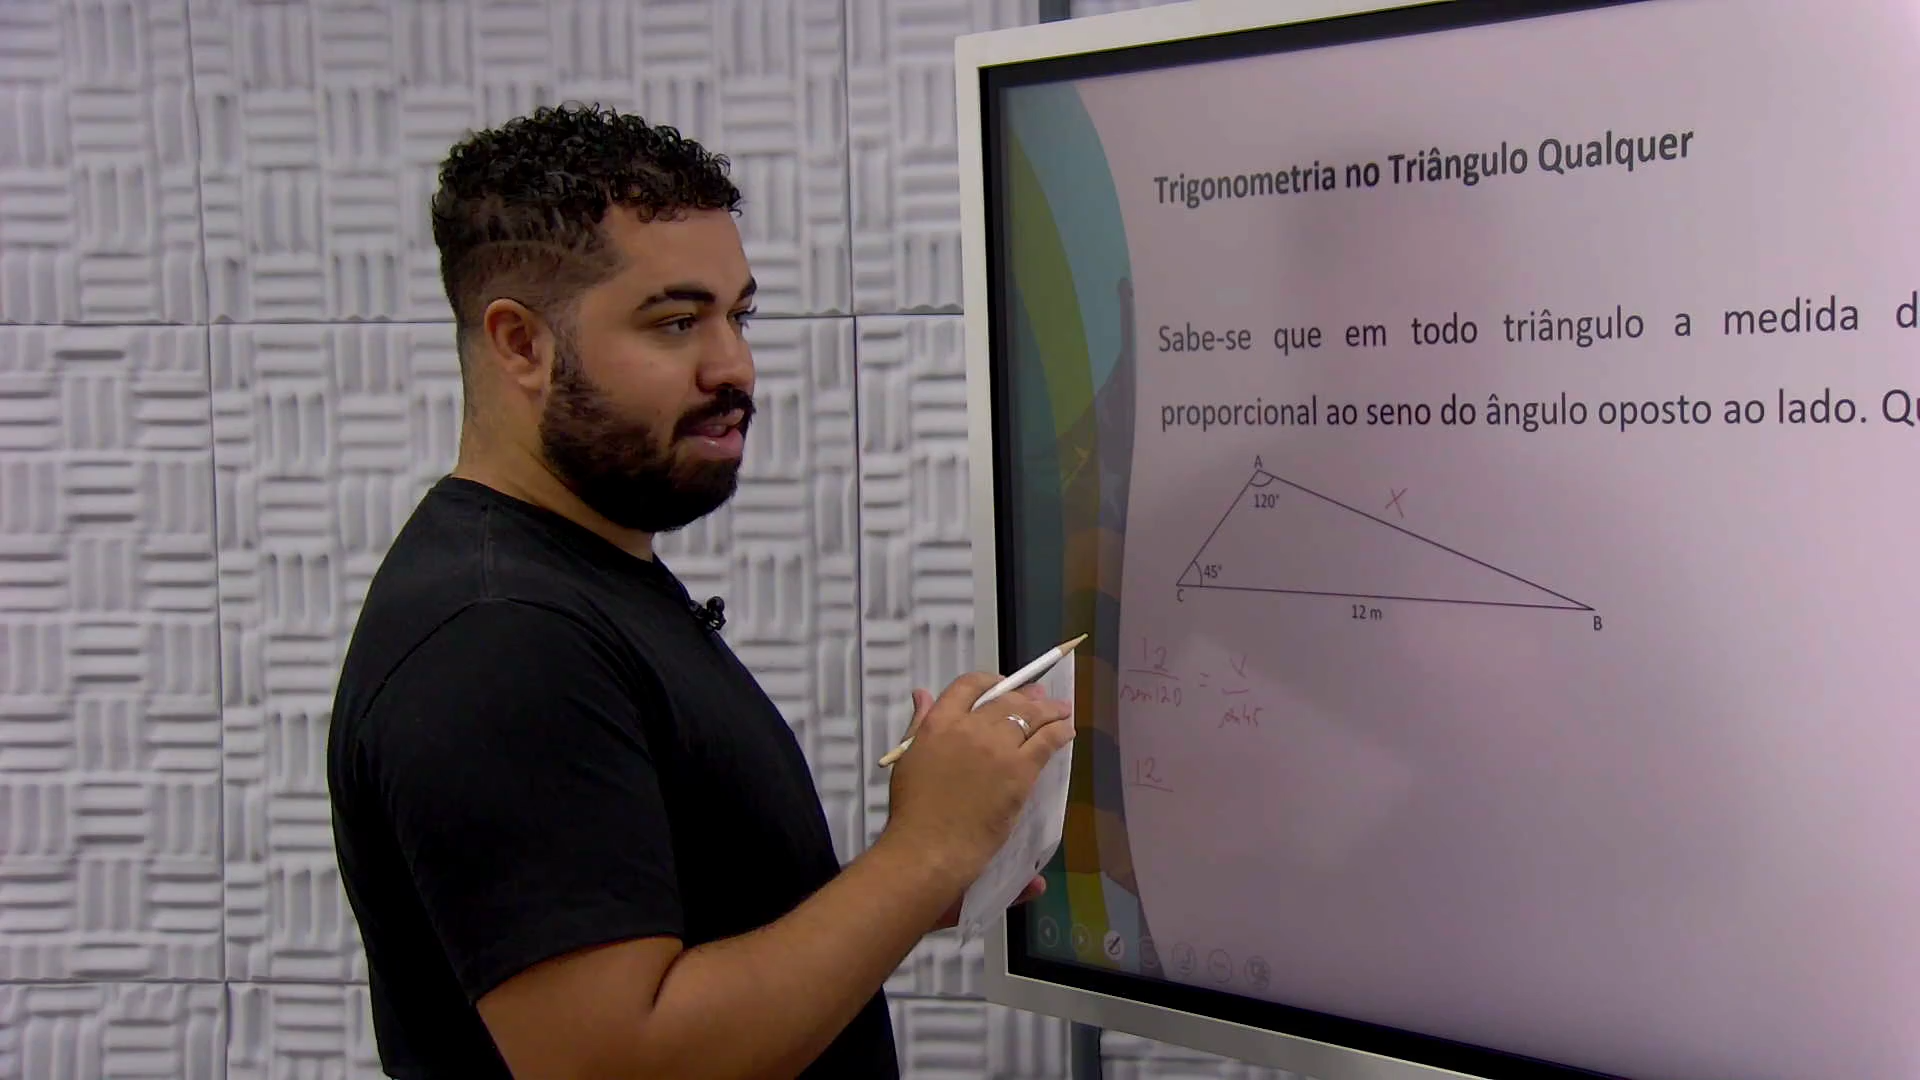 Trigonometria no Triângulo Qualquer
Sabe-se que em todo triângulo a medida d
proporcional ao seno do ângulo oposto ao lado. Qu
A
120°
X
45°
C
12 m
B
12
sen120
=
sen45
12